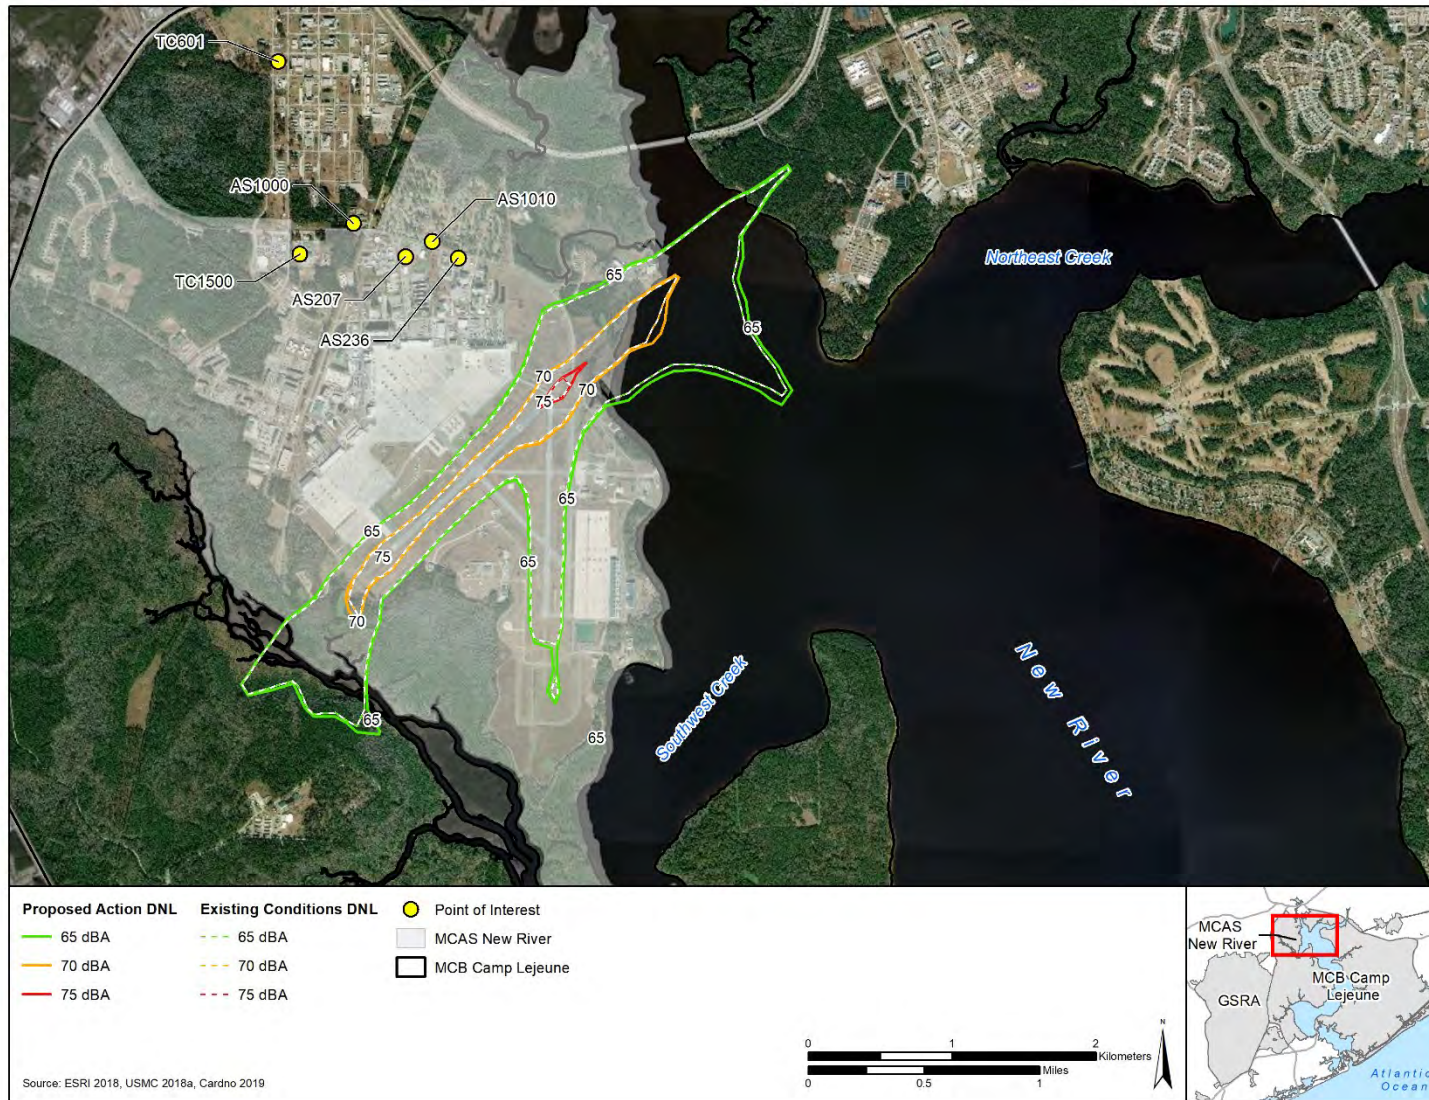 TC601
AS1000
AS1010
TC1500
AS207
AS236
65
65
70
70
75
65
65
75
65
70
65
65
Northeast Creek
Southwest Creek
New River
Proposed Action DNL
65 dBA
70 dBA
75 dBA
Existing Conditions DNL
65 dBA
70 dBA
75 dBA
Point of Interest
MCAS New River
MCB Camp Lejeune
0 1 2
Kilometers
0 0.5 1
Miles
N
MCAS
New River
GSRA
MCB Camp
Lejeune
Atlantic
Ocean
Source: ESRI 2018, USMC 2018a, Cardno 2019